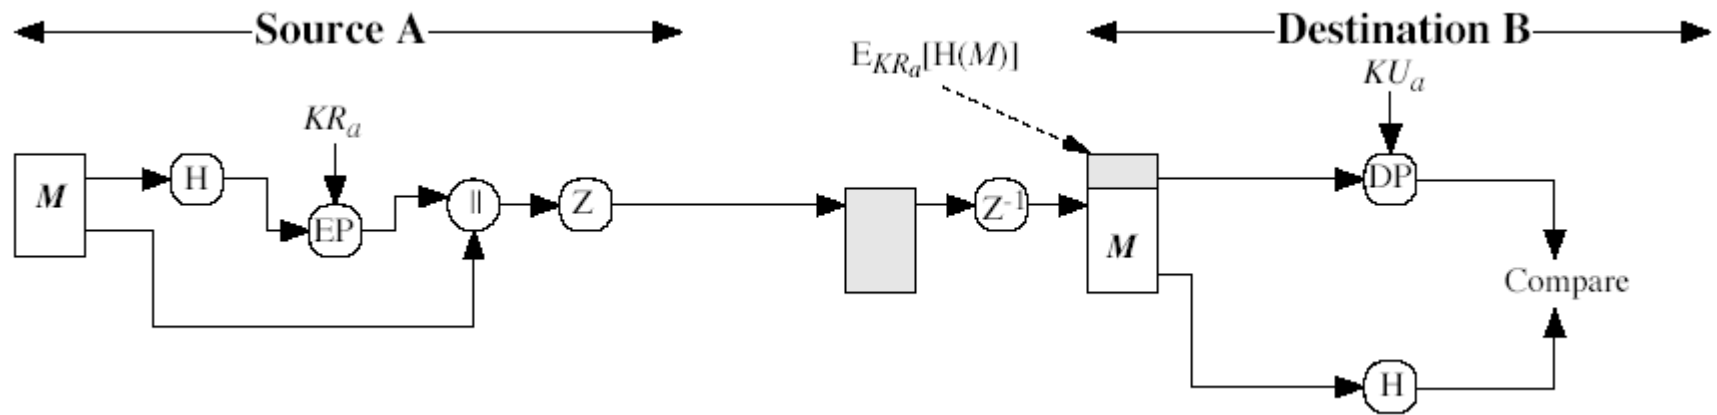 Source A
Destination B
E_{KR_a}[H(M)]
KU_a
KR_a
M
H
EP
||
Z
Z^{-1}
M
DP
Compare
H